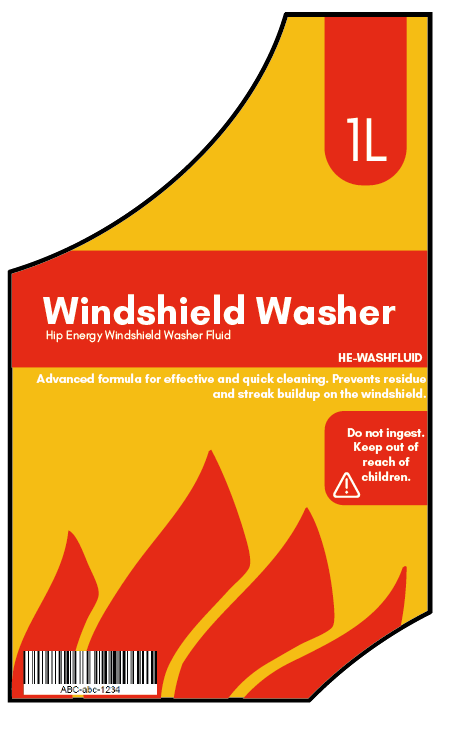 1L
Windshield Washer
Hip Energy Windshield Washer Fluid
HE-WASHFLUID
Advanced formula for effective and quick cleaning. Prevents residue
and streak buildup on the windshield.
Do not ingest.
Keep out of
reach of
children.
ABC-abc-1234